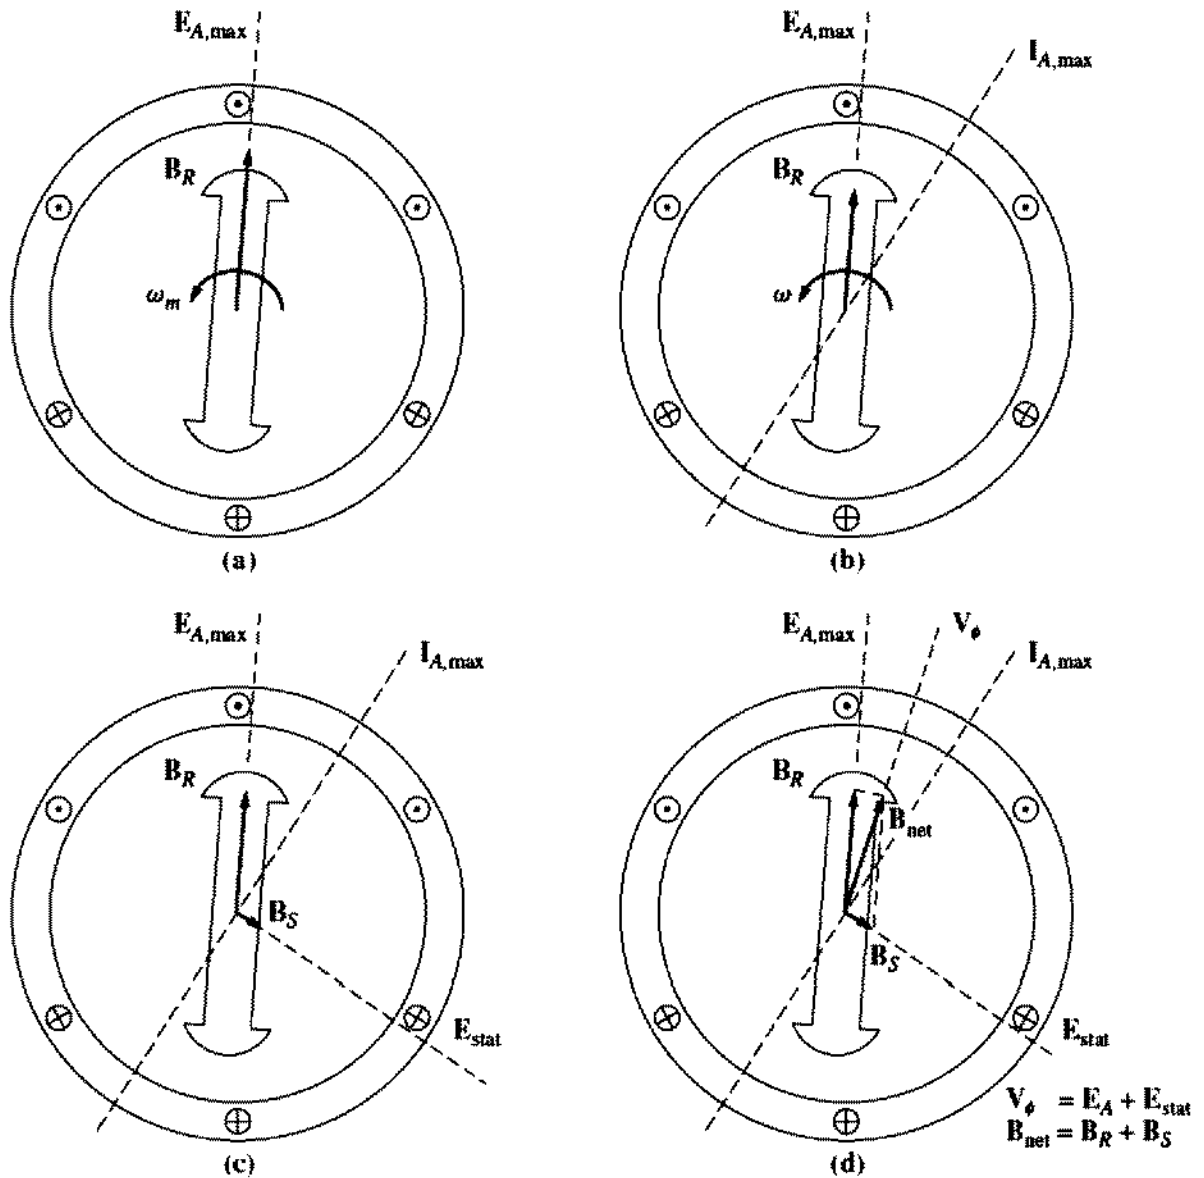 E_A,max
B_R
ω_m
(a)
E_A,max
I_A,max
B_R
ω
(b)
E_A,max
I_A,max
B_R
B_S
E_stat
(c)
E_A,max
V_ϕ
I_A,max
B_R
B_net
B_S
E_stat
V_ϕ = E_A + E_stat
B_net = B_R + B_S
(d)